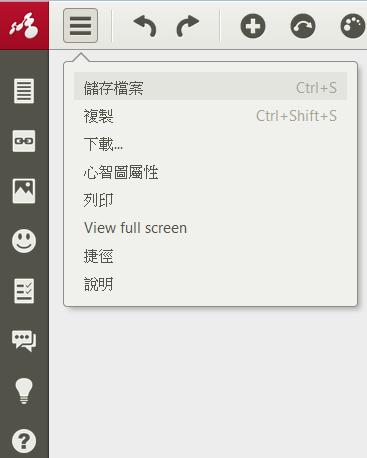 儲存檔案 Ctrl+S
複製 Ctrl+Shift+S
下載...
心智圖屬性
列印
View full screen
捷徑
說明